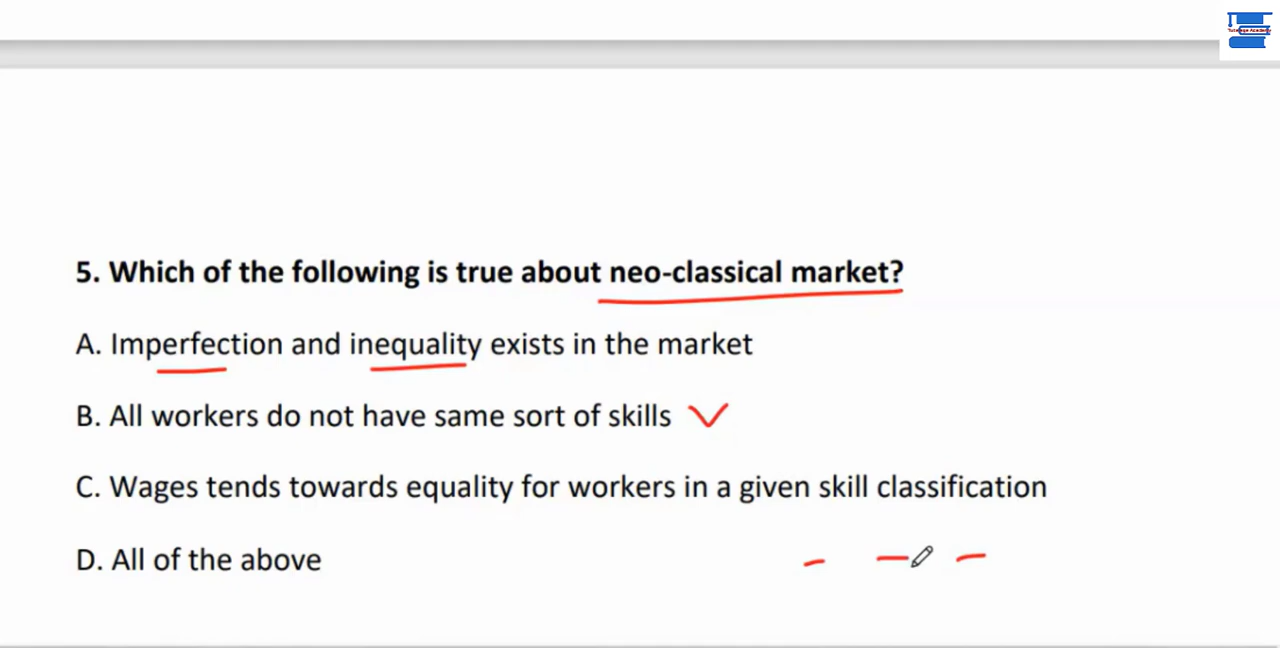 Tutelage Academy
5. Which of the following is true about neo-classical market?
A. Imperfection and inequality exists in the market
B. All workers do not have same sort of skills
C. Wages tends towards equality for workers in a given skill classification
D. All of the above